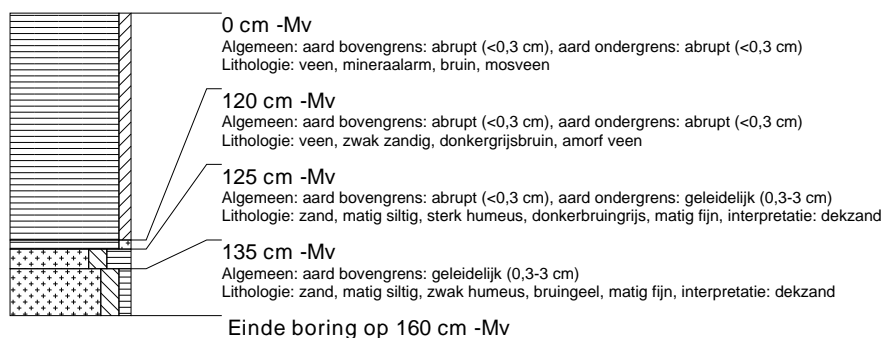 0 cm -Mv
Algemeen: aard bovengrens: abrupt (<0,3 cm), aard ondergrens: abrupt (<0,3 cm)
Lithologie: veen, mineraalarm, bruin, mosveen
120 cm -Mv
Algemeen: aard bovengrens: abrupt (<0,3 cm), aard ondergrens: abrupt (<0,3 cm)
Lithologie: veen, zwak zandig, donkergrijsbruin, amorf veen
125 cm -Mv
Algemeen: aard bovengrens: abrupt (<0,3 cm), aard ondergrens: geleidelijk (0,3-3 cm)
Lithologie: zand, matig siltig, sterk humeus, donkerbruingrijs, matig fijn, interpretatie: dekzand
135 cm -Mv
Algemeen: aard bovengrens: geleidelijk (0,3-3 cm)
Lithologie: zand, matig siltig, zwak humeus, bruingeel, matig fijn, interpretatie: dekzand
Einde boring op 160 cm -Mv